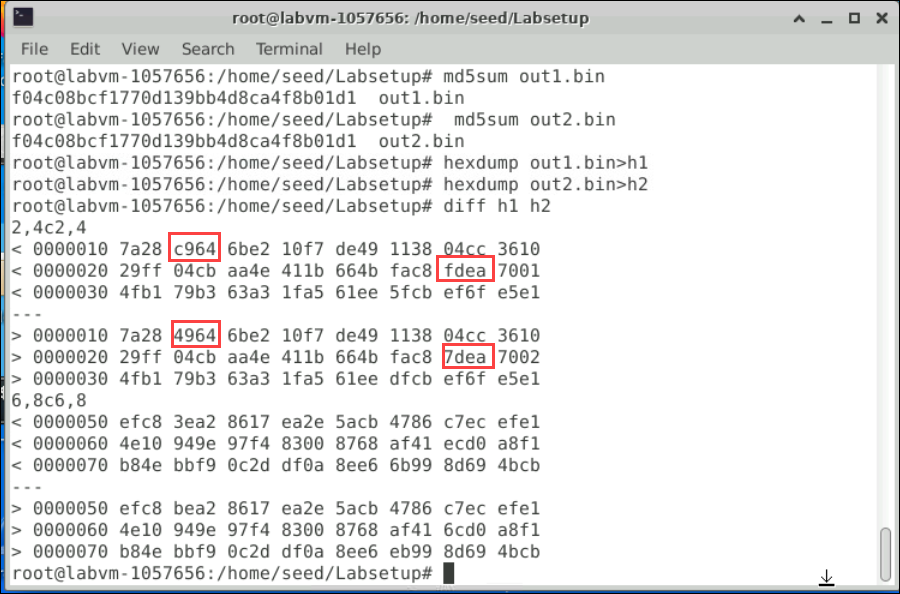 root@labvm-1057656: /home/seed/Labsetup
File Edit View Search Terminal Help
root@labvm-1057656:/home/seed/Labsetup# md5sum out1.bin
f04c08bcf1770d139bb4d8ca4f8b01d1  out1.bin
root@labvm-1057656:/home/seed/Labsetup#  md5sum out2.bin
f04c08bcf1770d139bb4d8ca4f8b01d1  out2.bin
root@labvm-1057656:/home/seed/Labsetup# hexdump out1.bin>h1
root@labvm-1057656:/home/seed/Labsetup# hexdump out2.bin>h2
root@labvm-1057656:/home/seed/Labsetup# diff h1 h2
2,4c2,4
< 0000010 7a28 c964 6be2 10f7 de49 1138 04cc 3610
< 0000020 29ff 04cb aa4e 411b 664b fac8 fdea 7001
< 0000030 4fb1 79b3 63a3 1fa5 61ee 5fcb ef6f e5e1
---
> 0000010 7a28 4964 6be2 10f7 de49 1138 04cc 3610
> 0000020 29ff 04cb aa4e 411b 664b fac8 7dea 7002
> 0000030 4fb1 79b3 63a3 1fa5 61ee dfcb ef6f e5e1
6,8c6,8
< 0000050 efc8 3ea2 8617 ea2e 5acb 4786 c7ec efe1
< 0000060 4e10 949e 97f4 8300 8768 af41 ecd0 a8f1
< 0000070 b84e bbf9 0c2d df0a 8ee6 6b99 8d69 4bcb
---
> 0000050 efc8 bea2 8617 ea2e 5acb 4786 c7ec efe1
> 0000060 4e10 949e 97f4 8300 8768 af41 6cd0 a8f1
> 0000070 b84e bbf9 0c2d df0a 8ee6 eb99 8d69 4bcb
root@labvm-1057656:/home/seed/Labsetup#